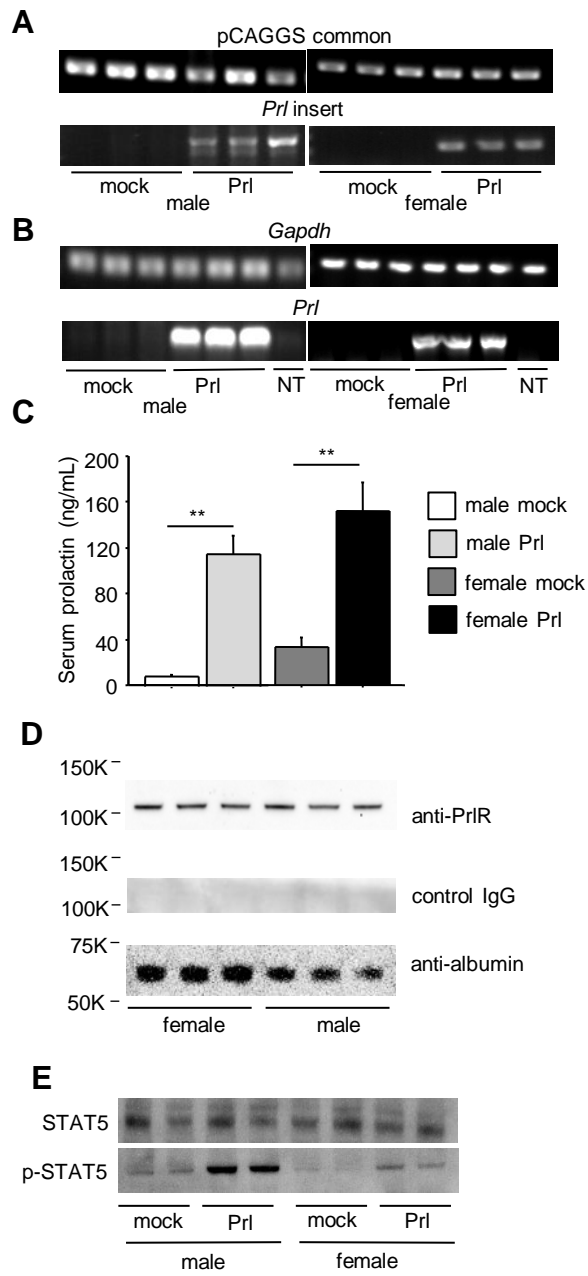 A
pCAGGS common
Prl insert
mock Prl mock Prl
male female
B
Gapdh
Prl
mock Prl NT mock Prl NT
male female
C
Serum prolactin (ng/mL)
200
160
120
80
40
0
**
**
male mock
male Prl
female mock
female Prl
D
150K
100K
anti-PrlR
150K
100K
control IgG
75K
50K
anti-albumin
female male
E
STAT5
p-STAT5
mock Prl mock Prl
male female